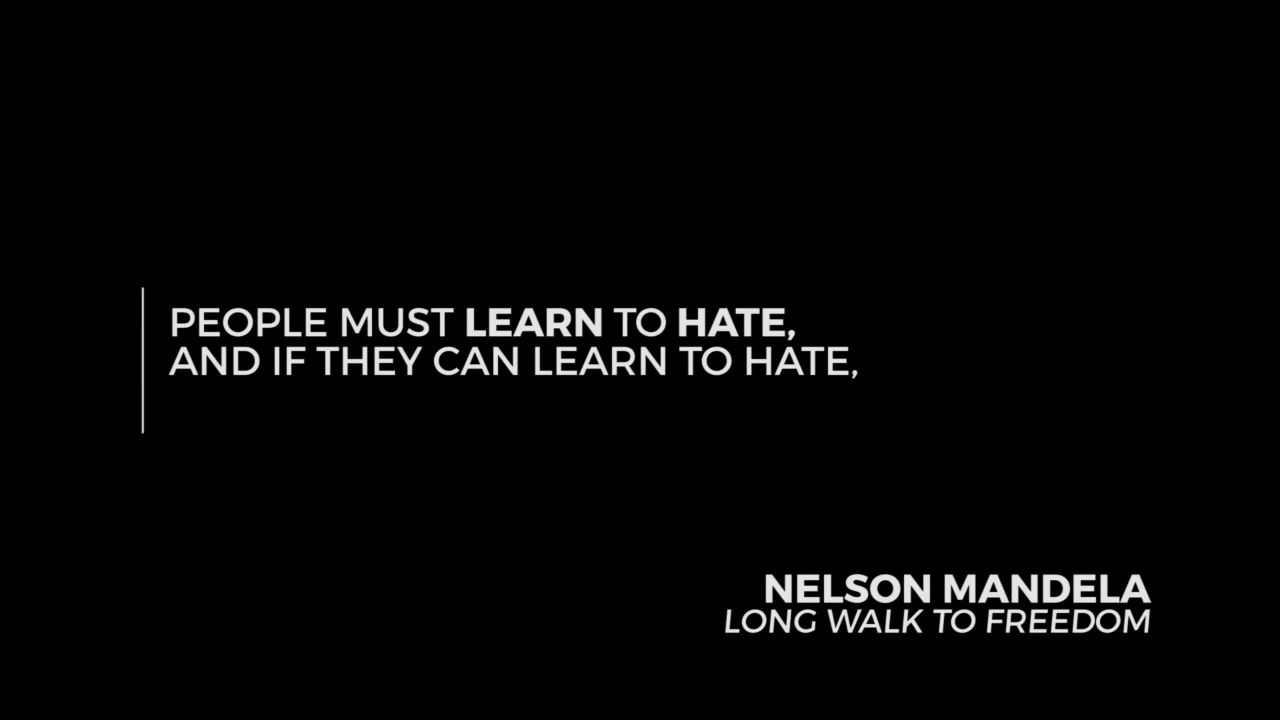 PEOPLE MUST LEARN TO HATE,
AND IF THEY CAN LEARN TO HATE,
NELSON MANDELA
LONG WALK TO FREEDOM